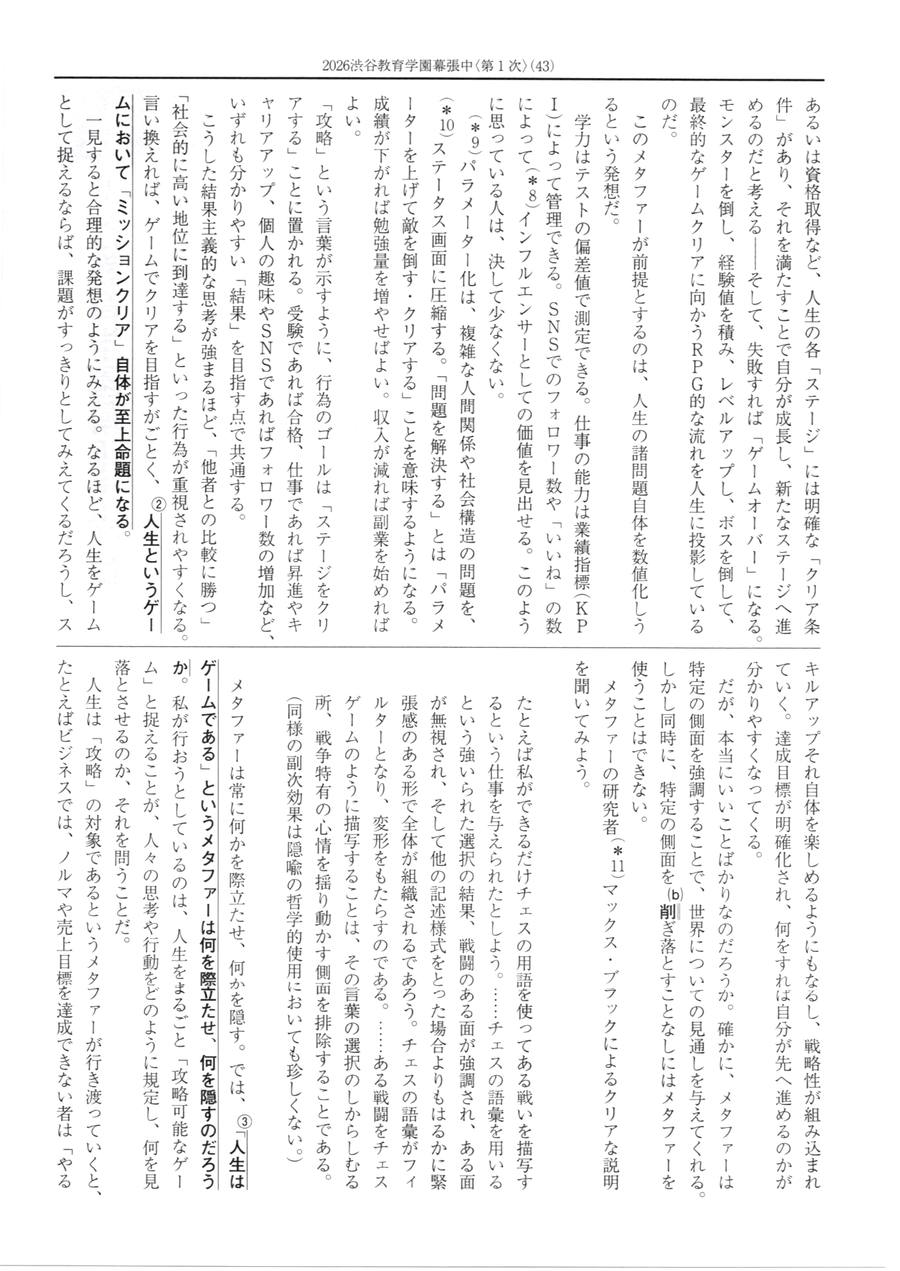 2026渋谷教育学園幕張中〈第1次〉(43)
あるいは資格取得など、人生の各「ステージ」には明確な「クリア条
件」があり、それを満たすことで自分が成長し、新たなステージへ進
めるのだと考える――そして、失敗すれば「ゲームオーバー」になる。
モンスターを倒し、経験値を積み、レベルアップし、ボスを倒して、
最終的なゲームクリアに向かうRPG的な流れを人生に投影している
のだ。
このメタファーが前提とするのは、人生の諸問題自体を数値化しう
るという発想だ。
学力はテストの偏差値で測定できる。仕事の能力は業績指標(KP
I)によって管理できる。SNSでのフォロワー数や「いいね」の数
によって(*8)インフルエンサーとしての価値を見出せる。このよう
に思っている人は、決して少なくない。
(*9)パラメーター化は、複雑な人間関係や社会構造の問題を、
(*10)ステータス画面に圧縮する。「問題を解決する」とは「パラメ
ーターを上げて敵を倒す・クリアする」ことを意味するようになる。
成績が下がれば勉強量を増やせばよい。収入が減れば副業を始めれば
よい。
「攻略」という言葉が示すように、行為のゴールは「ステージをクリ
アする」ことに置かれる。受験であれば合格、仕事であれば昇進やキ
ャリアアップ、個人の趣味やSNSであればフォロワー数の増加など、
いずれも分かりやすい「結果」を目指す点で共通する。
こうした結果主義的な思考が強まるほど、「他者との比較に勝つ」
「社会的に高い地位に到達する」といった行為が重視されやすくなる。
言い換えれば、ゲームでクリアを目指すがごとく、②人生というゲー
ムにおいて「ミッションクリア」自体が至上命題になる。
一見すると合理的な発想のようにみえる。なるほど、人生をゲーム
として捉えるならば、課題がすっきりとしてみえてくるだろうし、ス
キルアップそれ自体を楽しめるようにもなるし、戦略性が組み込まれ
ていく。達成目標が明確化され、何をすれば自分が先へ進めるのかが
分かりやすくなってくる。
だが、本当にいいことばかりなのだろうか。確かに、メタファーは
特定の側面を強調することで、世界についての見通しを与えてくれる。
しかし同時に、特定の側面を(b)削ぎ落とすことなしにはメタファーを
使うことはできない。
メタファーの研究者(*11)マックス・ブラックによるクリアな説明
を聞いてみよう。
たとえば私ができるだけチェスの用語を使ってある戦いを描写す
るという仕事を与えられたとしよう。……チェスの語彙を用いる
という強いられた選択の結果、戦闘のある面が強調され、ある面
が無視され、そして他の記述様式をとった場合よりもはるかに緊
張感のある形で全体が組織されるであろう。チェスの語彙がフィ
ルターとなり、変形をもたらすのである。……ある戦闘をチェス
ゲームのように描写することは、その言葉の選択のしからしむる
所、戦争特有の心情を揺り動かす側面を排除することである。
(同様の副次効果は隠喩の哲学的使用においても珍しくない。)
メタファーは常に何かを際立たせ、何かを隠す。では、③「人生は
ゲームである」というメタファーは何を際立たせ、何を隠すのだろう
か。私が行おうとしているのは、人生をまるごと「攻略可能なゲー
ム」と捉えることが、人々の思考や行動をどのように規定し、何を見
落とさせるのか、それを問うことだ。
人生は「攻略」の対象であるというメタファーが行き渡っていくと、
たとえばビジネスでは、ノルマや売上目標を達成できない者は「やる